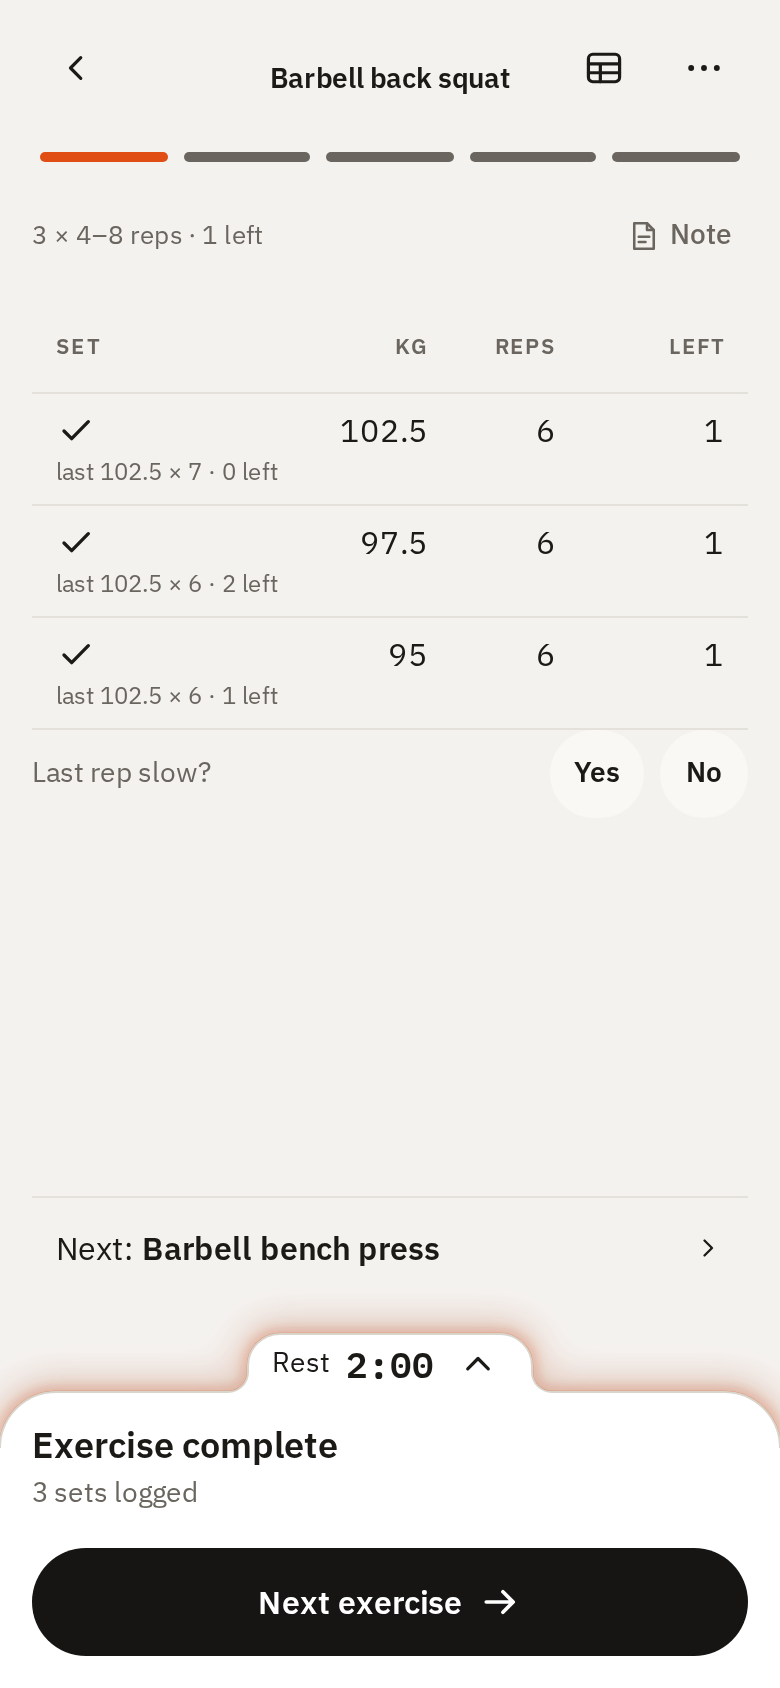 Barbell back squat
3 × 4–8 reps · 1 left
Note
SET KG REPS LEFT
102.5 6 1
last 102.5 × 7 · 0 left
97.5 6 1
last 102.5 × 6 · 2 left
95 6 1
last 102.5 × 6 · 1 left
Last rep slow? Yes No
Next: Barbell bench press
Rest 2:00
Exercise complete
3 sets logged
Next exercise